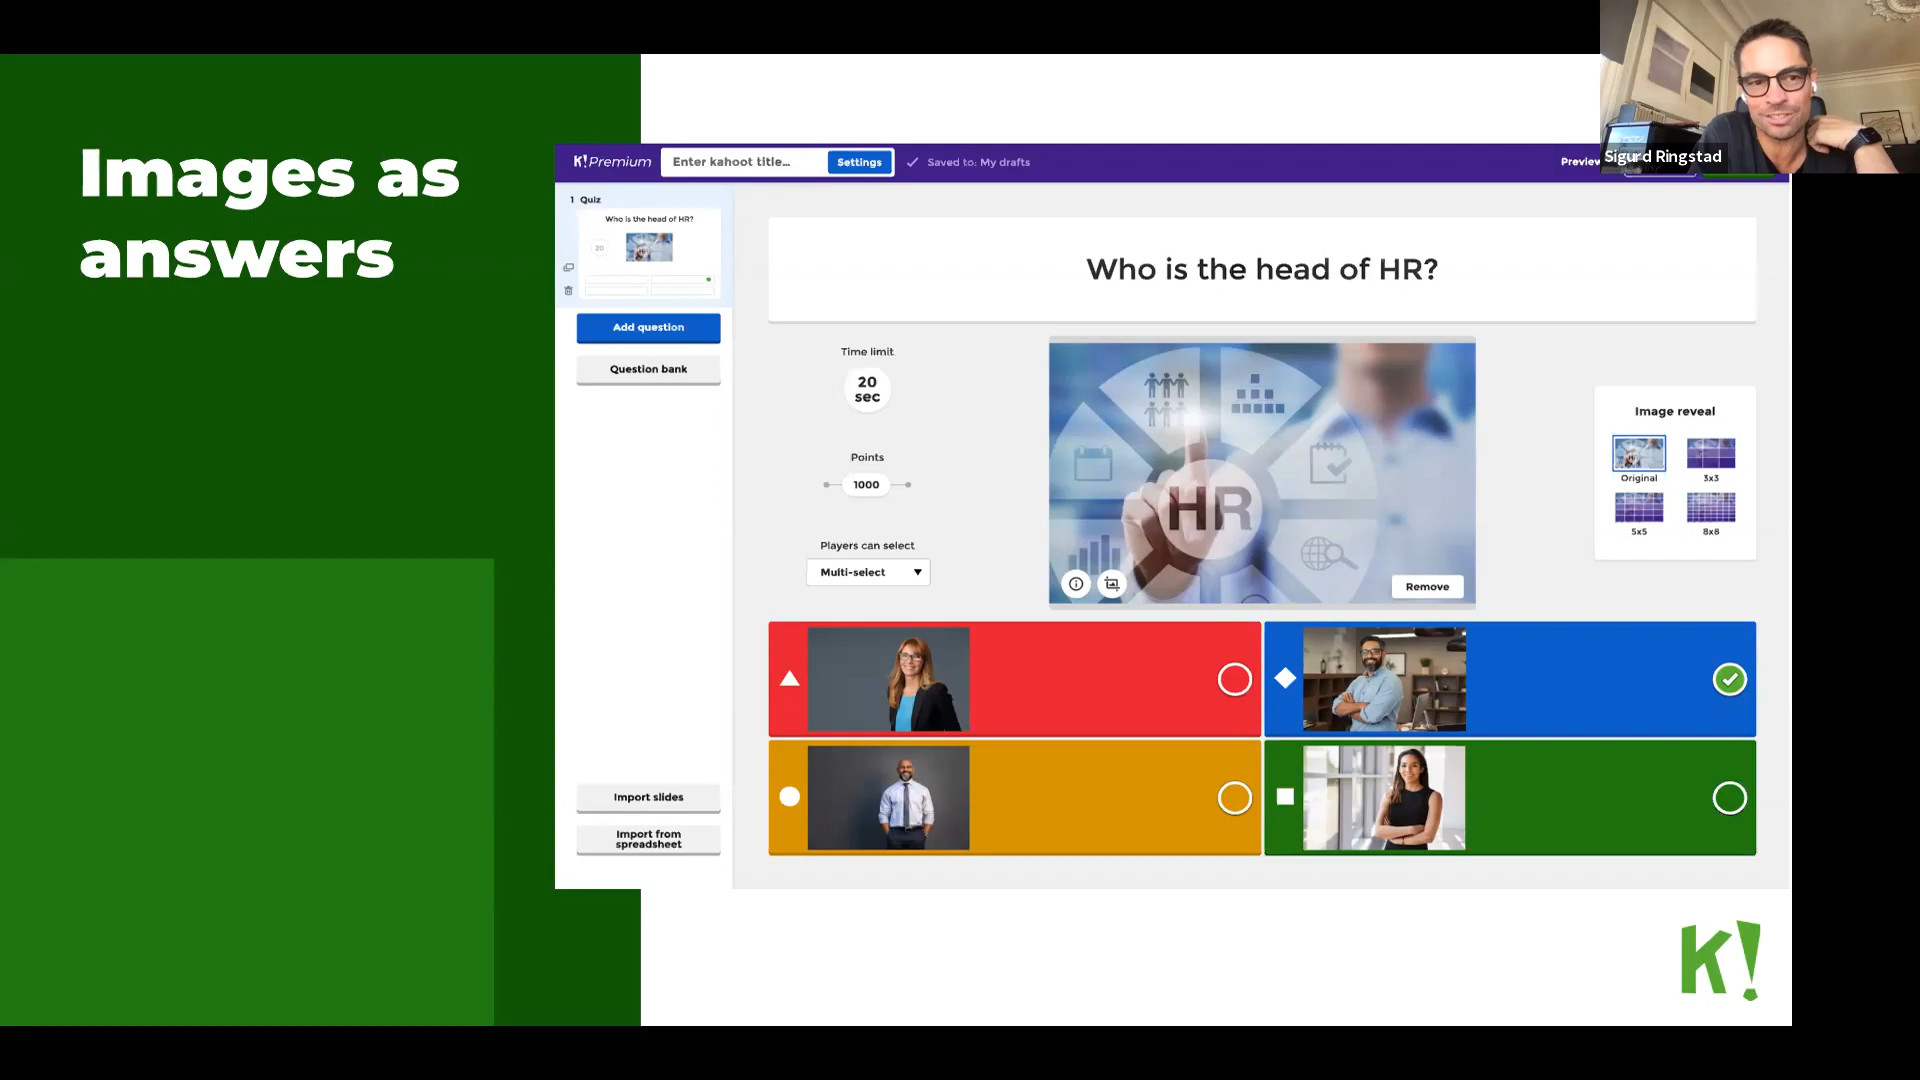 Images as
answers
K! Premium
Enter kahoot title...
Settings
Saved to: My drafts
Preview
Sigurd Ringstad
1 Quiz
Who is the head of HR?
20
Add question
Question bank
Import slides
Import from
spreadsheet
Who is the head of HR?
Time limit
20
sec
Points
1000
Players can select
Multi-select
HR
Remove
Image reveal
Original
3x3
5x5
8x8
K!